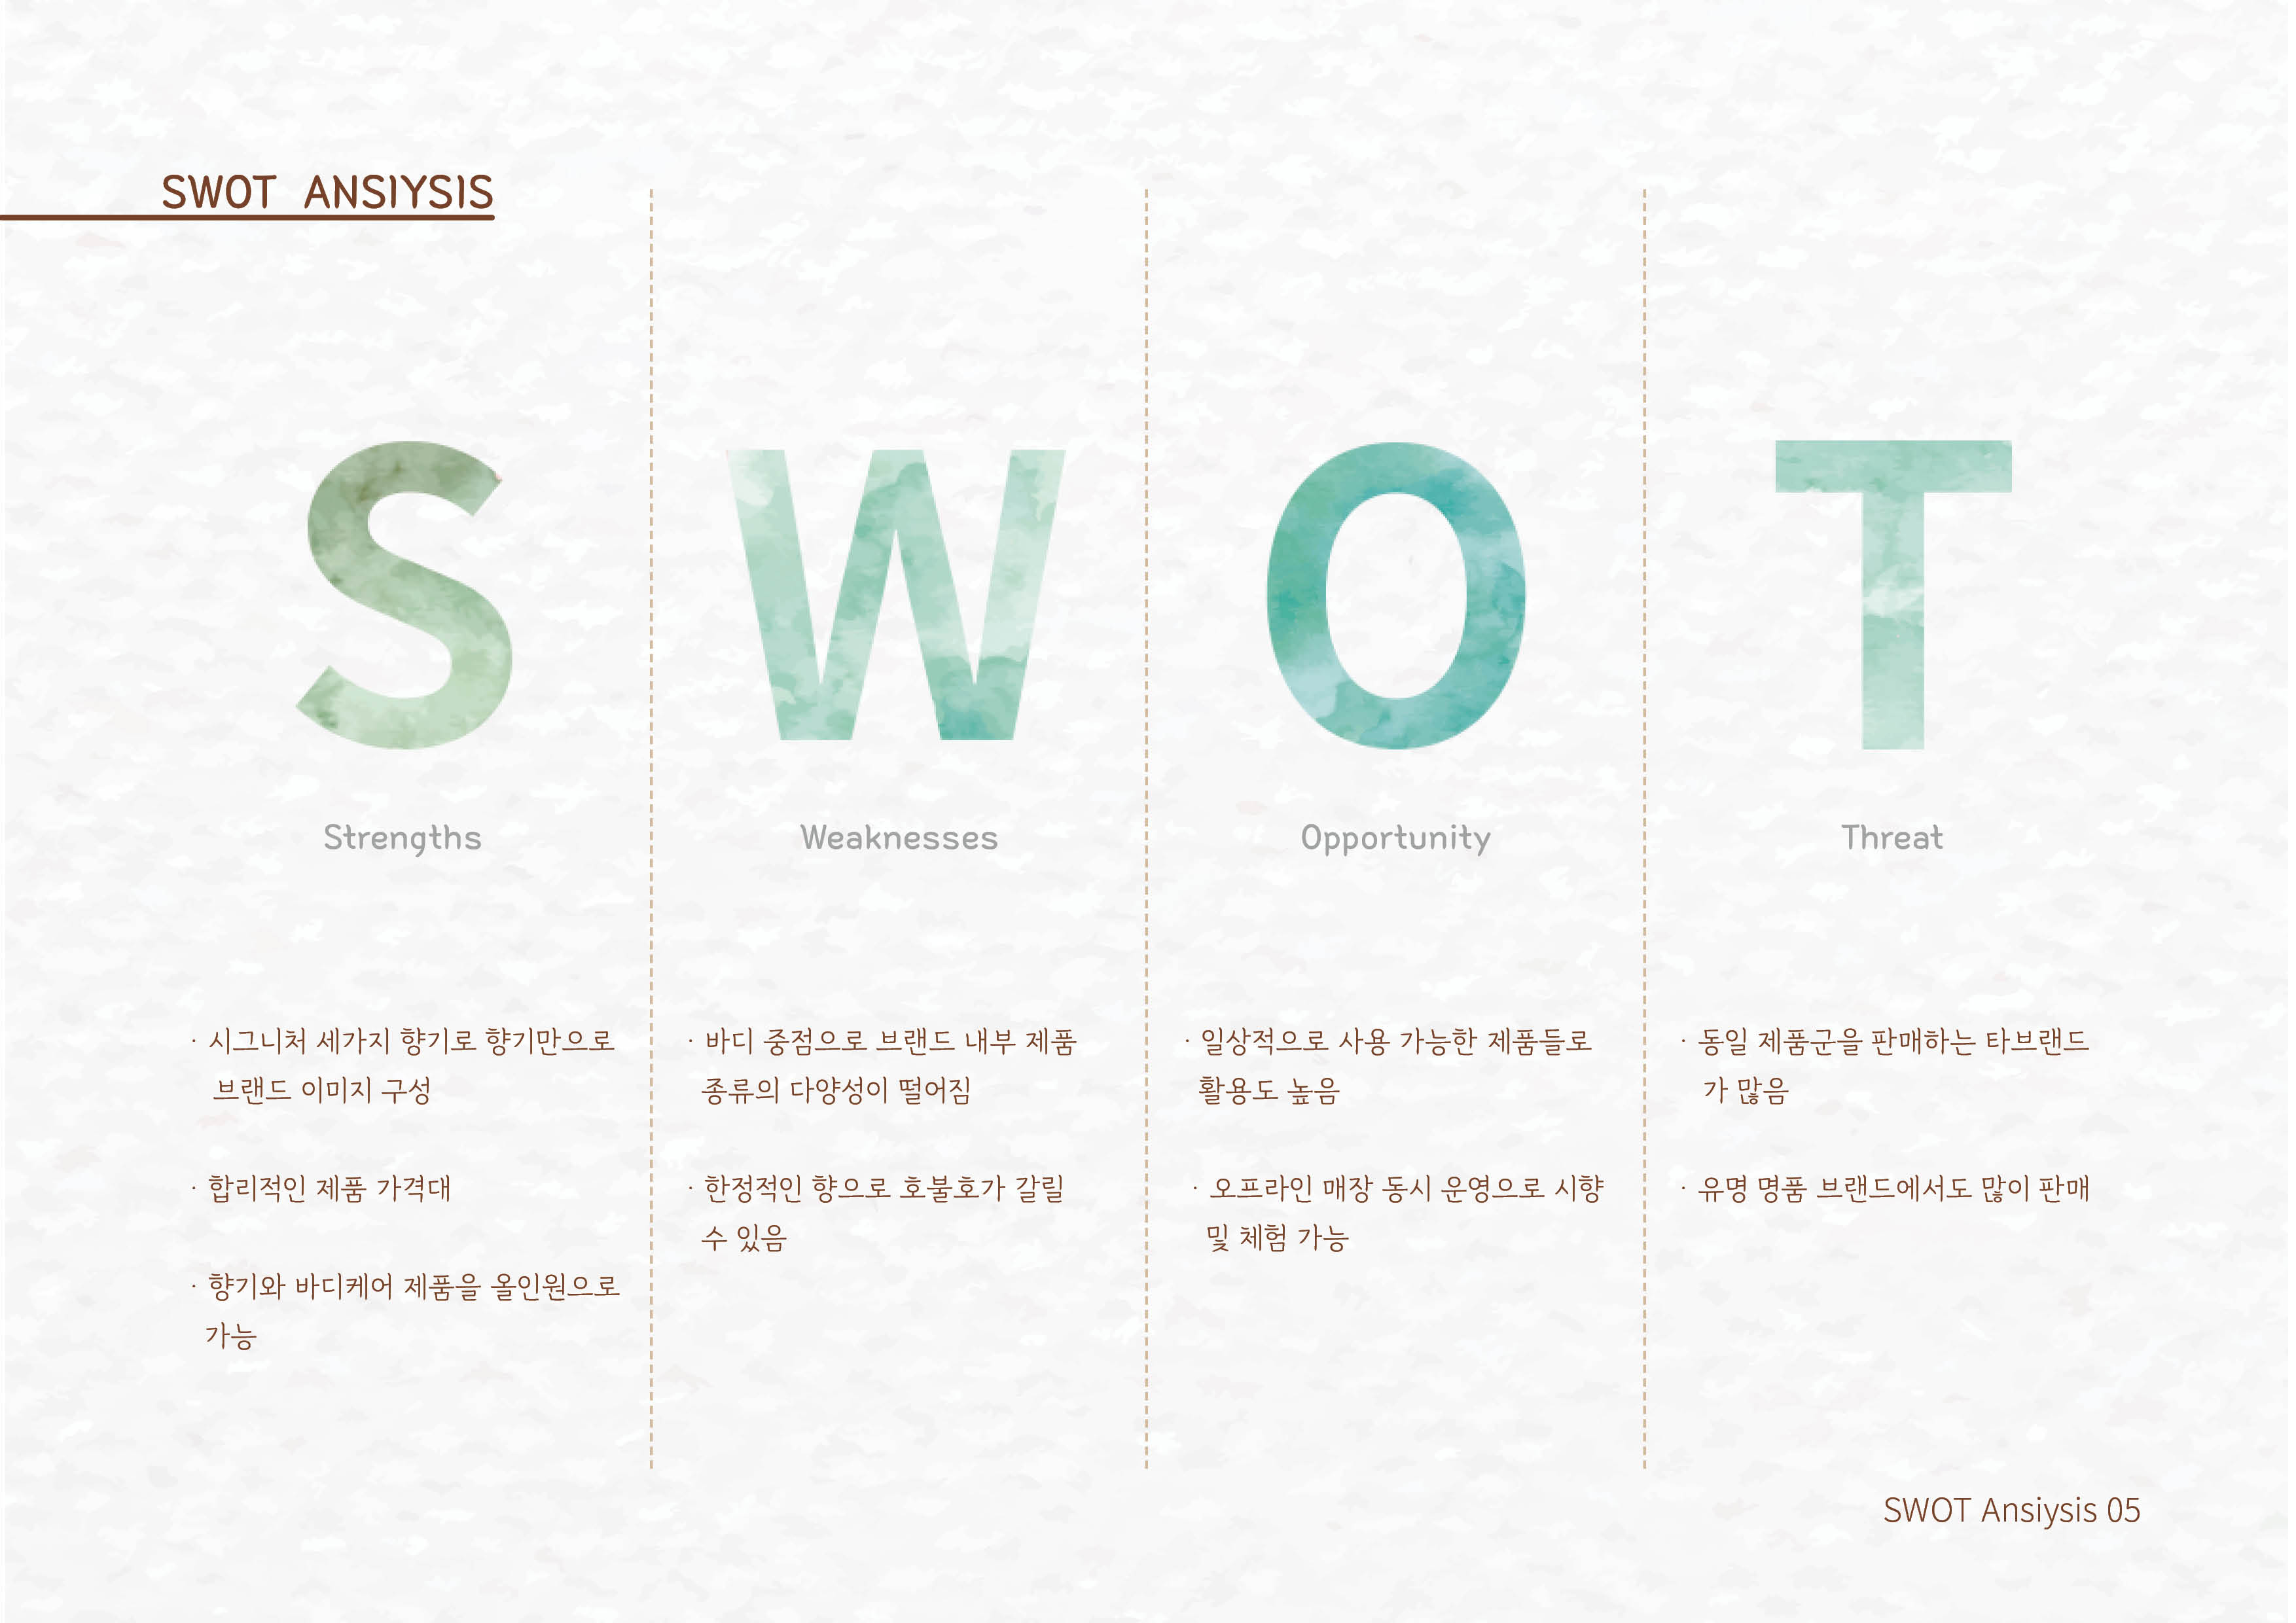 SWOT ANSIYSIS
S
W
O
T
Strengths
Weaknesses
Opportunity
Threat
· 시그니처 세가지 향기로 향기만으로
브랜드 이미지 구성
· 합리적인 제품 가격대
· 향기와 바디케어 제품을 올인원으로
가능
· 바디 중점으로 브랜드 내부 제품
종류의 다양성이 떨어짐
· 한정적인 향으로 호불호가 갈릴
수 있음
· 일상적으로 사용 가능한 제품들로
활용도 높음
· 오프라인 매장 동시 운영으로 시향
및 체험 가능
· 동일 제품군을 판매하는 타브랜드
가 많음
· 유명 명품 브랜드에서도 많이 판매
SWOT Ansiysis 05